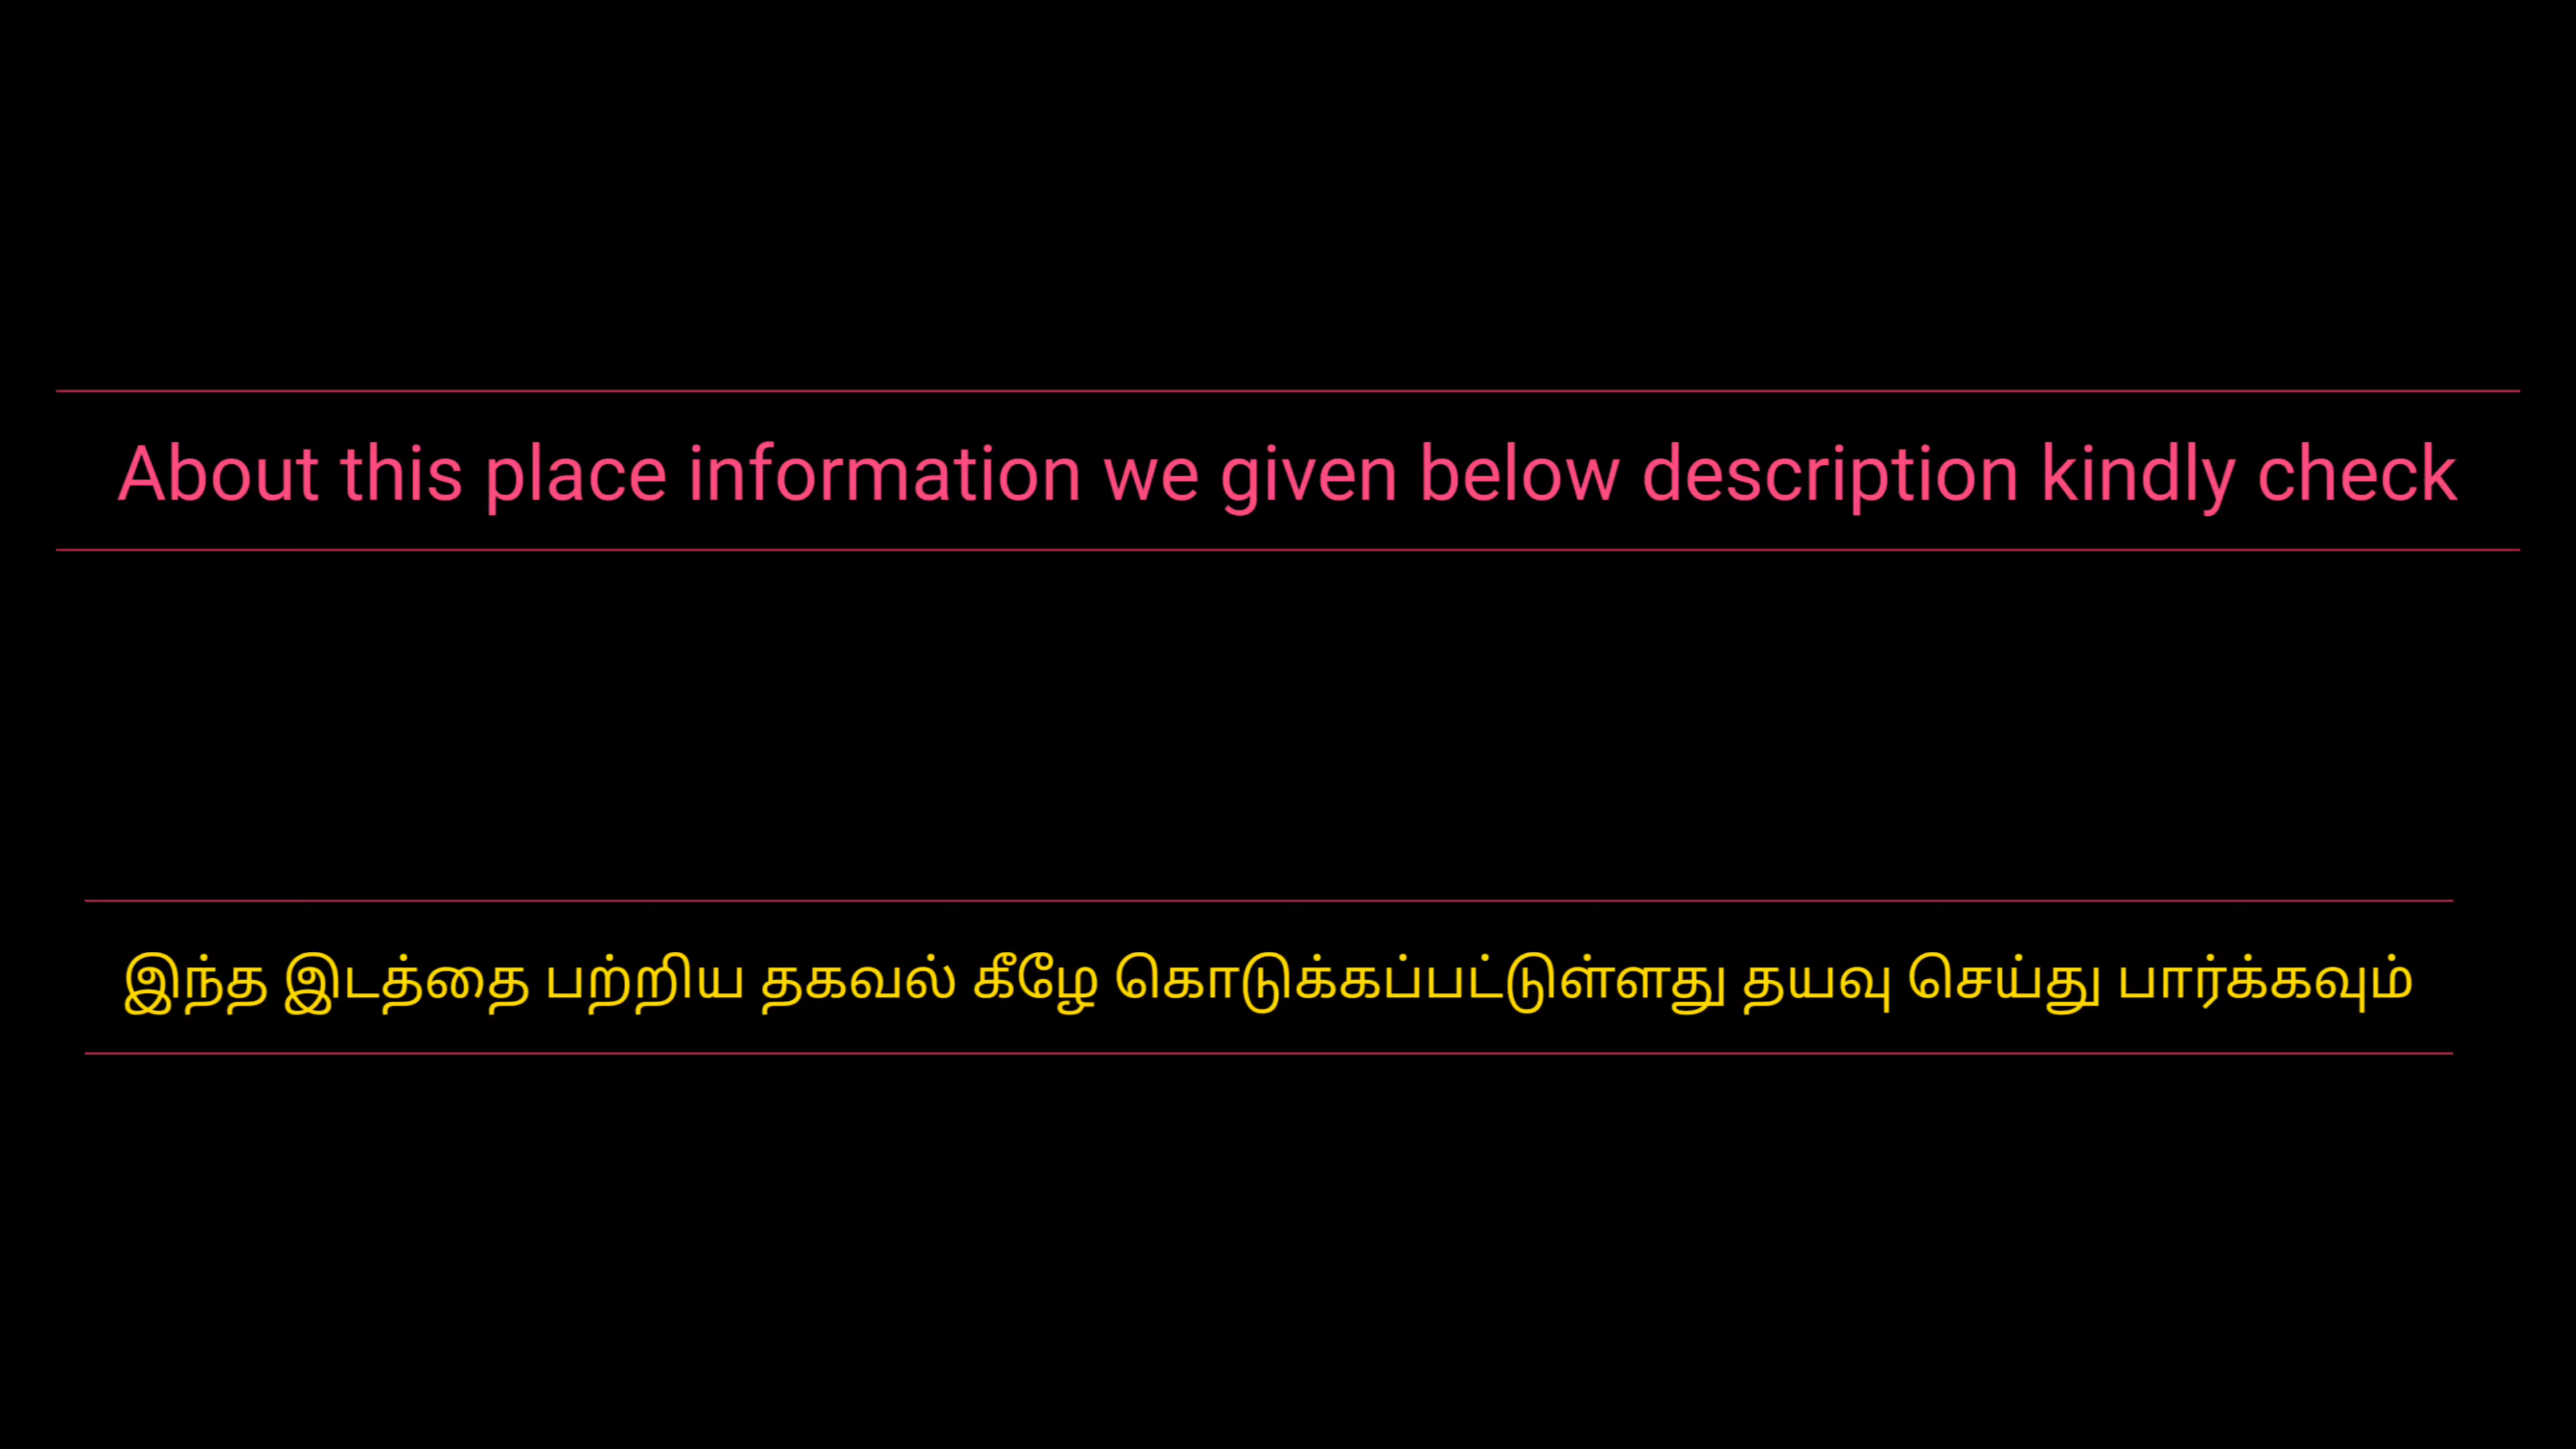 About this place information we given below description kindly check
இந்த இடத்தை பற்றிய தகவல் கீழே கொடுக்கப்பட்டுள்ளது தயவு செய்து பார்க்கவும்